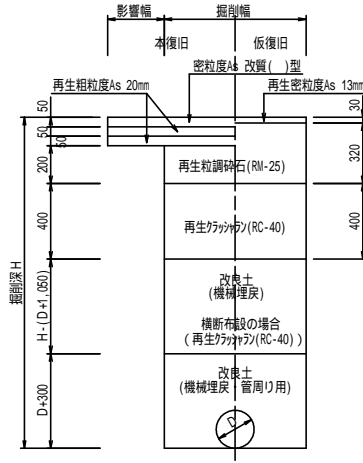 影響幅 掘削幅
本復旧 仮復旧
密粒度As 改質( )型
再生粗粒度As 20mm 再生密粒度As 13mm
50
50
50
200
400
H-(D+1,050)
D+300
掘削深H
30
320
400
再生粒調砕石(RM-25)
再生クラッシャラン(RC-40)
改良土
(機械埋戻)
横断布設の場合
(再生クラッシャラン(RC-40))
改良土
(機械埋戻・管周り用)
D